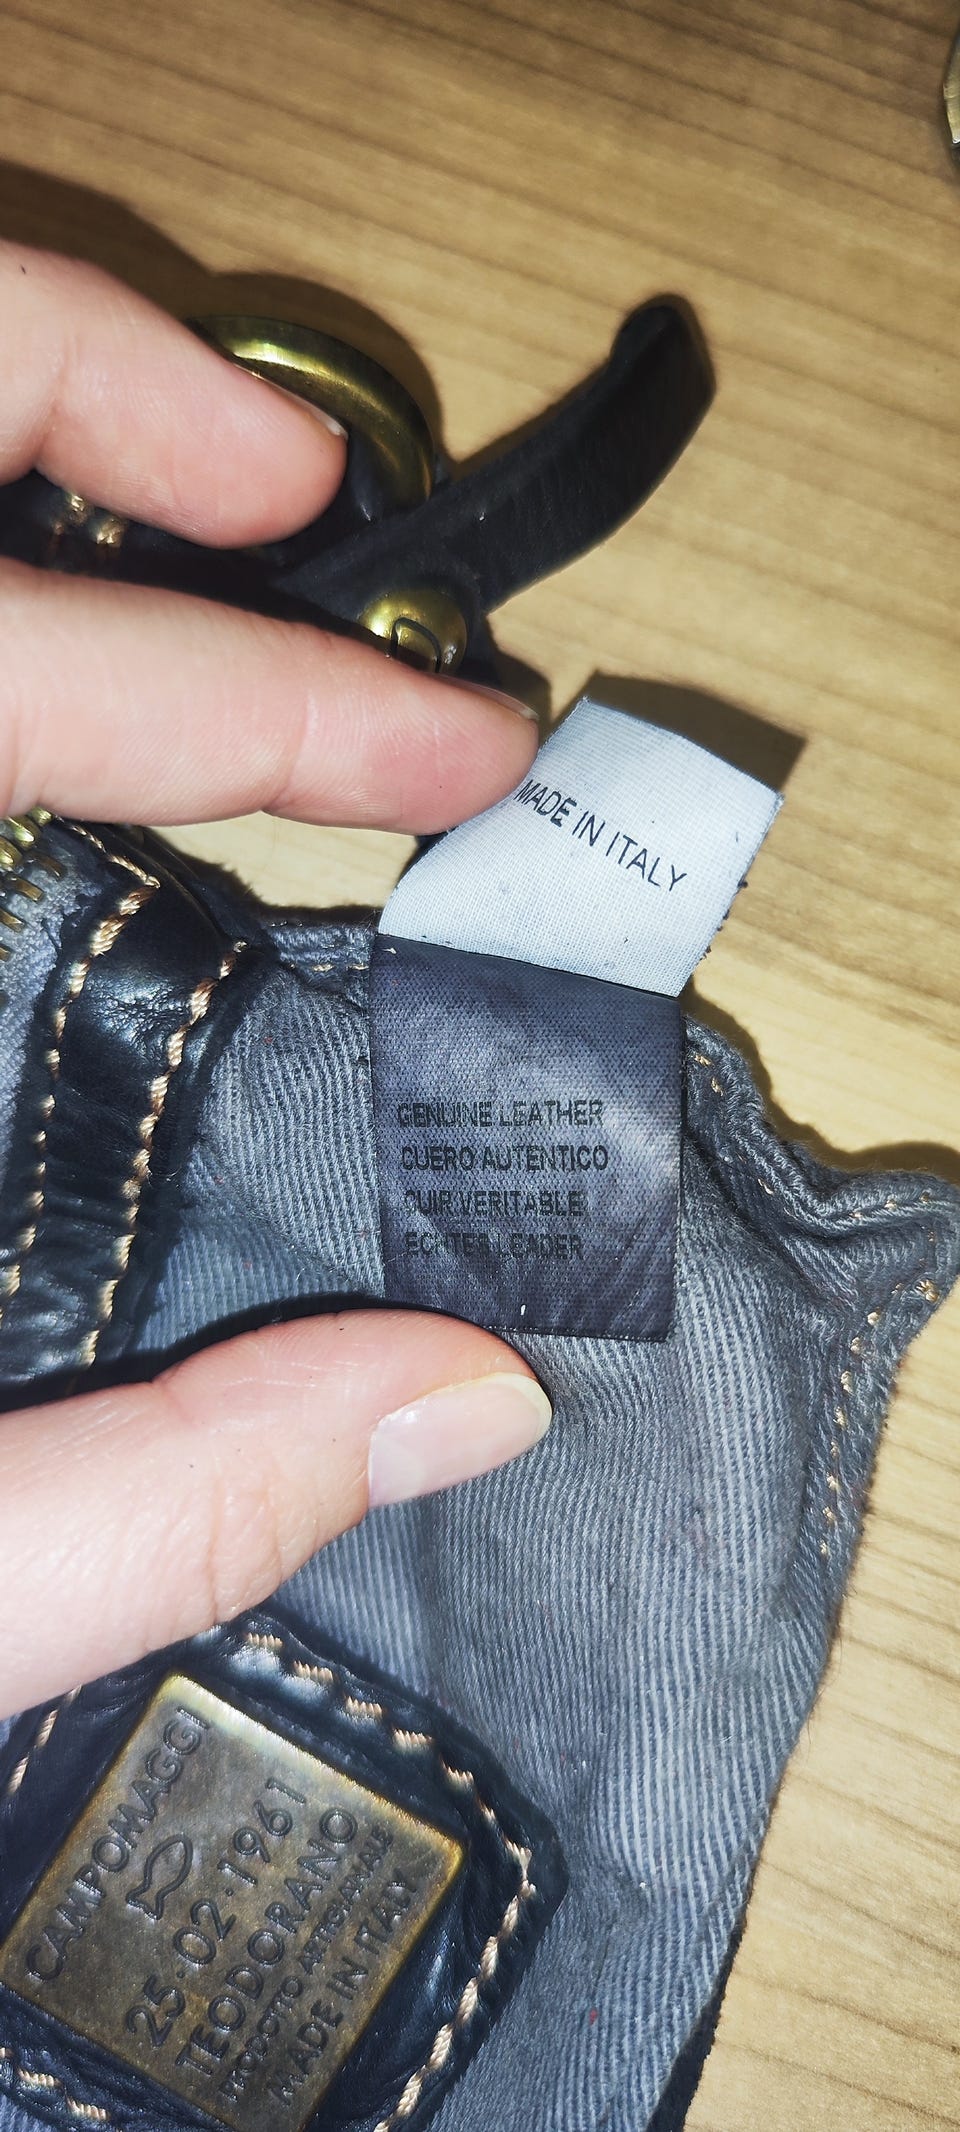 MADE IN ITALY
GENUINE LEATHER
CUERO AUTENTICO
CUIR VERITABLE
ECHTES LEADER
CAMPOMAGGI
25·02·1961
TEODORANO
PRODOTTO ARTIGIANALE
MADE IN ITALY